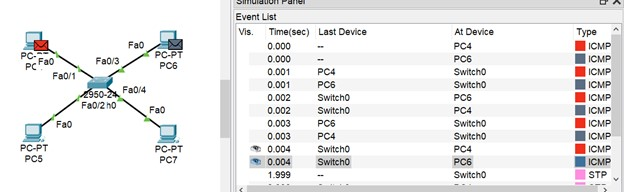 Simulation Panel
Event List
Vis. Time(sec) Last Device At Device Type
0.000 -- PC4 ICMP
0.000 -- PC6 ICMP
0.001 PC4 Switch0 ICMP
0.001 PC6 Switch0 ICMP
0.002 Switch0 PC6 ICMP
0.002 Switch0 PC4 ICMP
0.003 PC6 Switch0 ICMP
0.003 PC4 Switch0 ICMP
0.004 Switch0 PC4 ICMP
0.004 Switch0 PC6 ICMP
1.999 -- Switch0 STP
PC-PT
Fa0
Fa0/1
Fa0/3
Fa0
PC-PT
PC6
2950-24
Fa0/2
Fa0/4
Fa0
PC-PT
PC5
Fa0
PC-PT
PC7